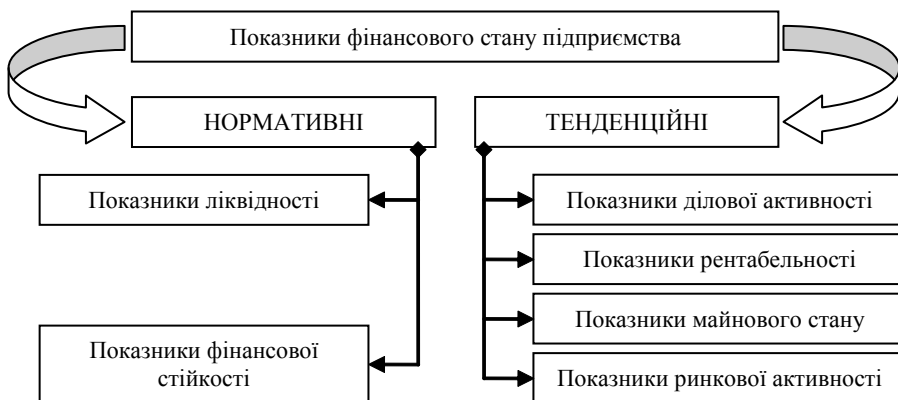 Показники фінансового стану підприємства
НОРМАТИВНІ
ТЕНДЕНЦІЙНІ
Показники ліквідності
Показники фінансової
стійкості
Показники ділової активності
Показники рентабельності
Показники майнового стану
Показники ринкової активності